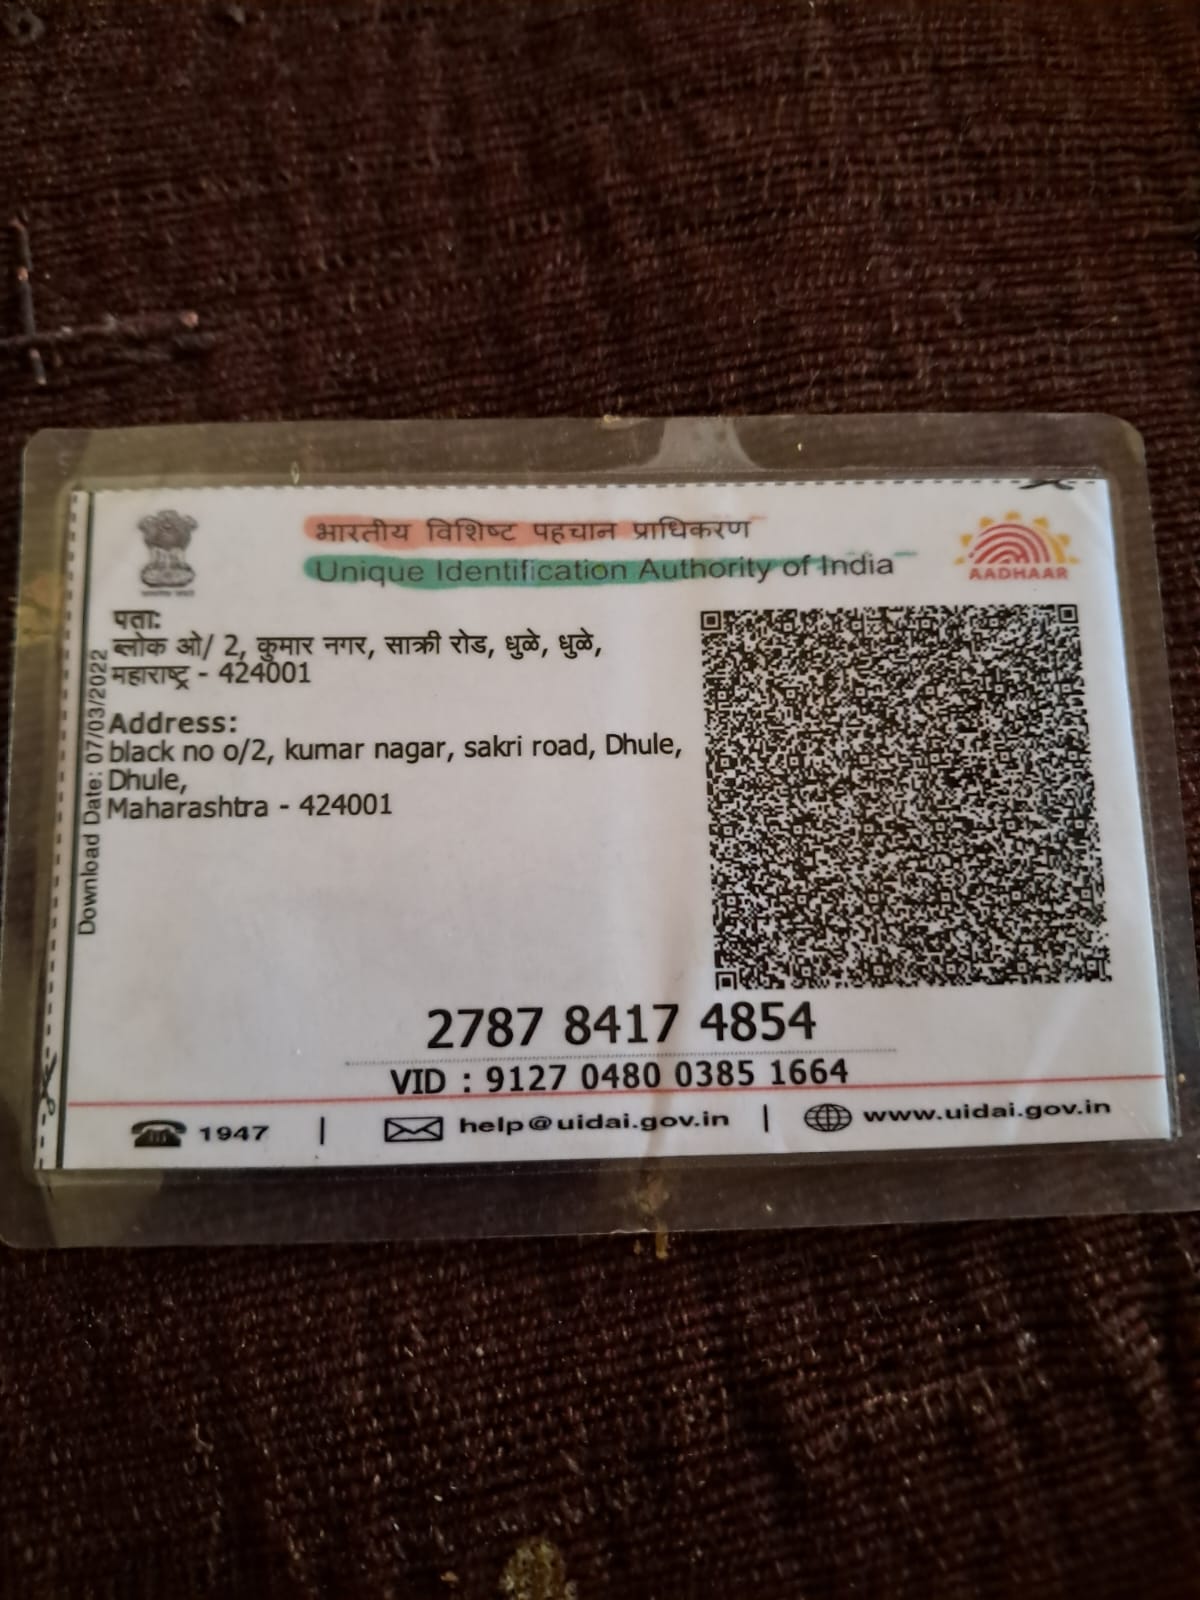 भारतीय विशिष्ट पहचान प्राधिकरण
Unique Identification Authority of India
AADHAAR
पता:
ब्लोक ओ/ 2, कुमार नगर, साक्री रोड, धुळे, धुळे,
महाराष्ट्र - 424001
Address:
black no o/2, kumar nagar, sakri road, Dhule,
Dhule,
Maharashtra - 424001
Download Date: 07/03/2022
2787 8417 4854
VID : 9127 0480 0385 1664
1947 | help@uidai.gov.in | www.uidai.gov.in